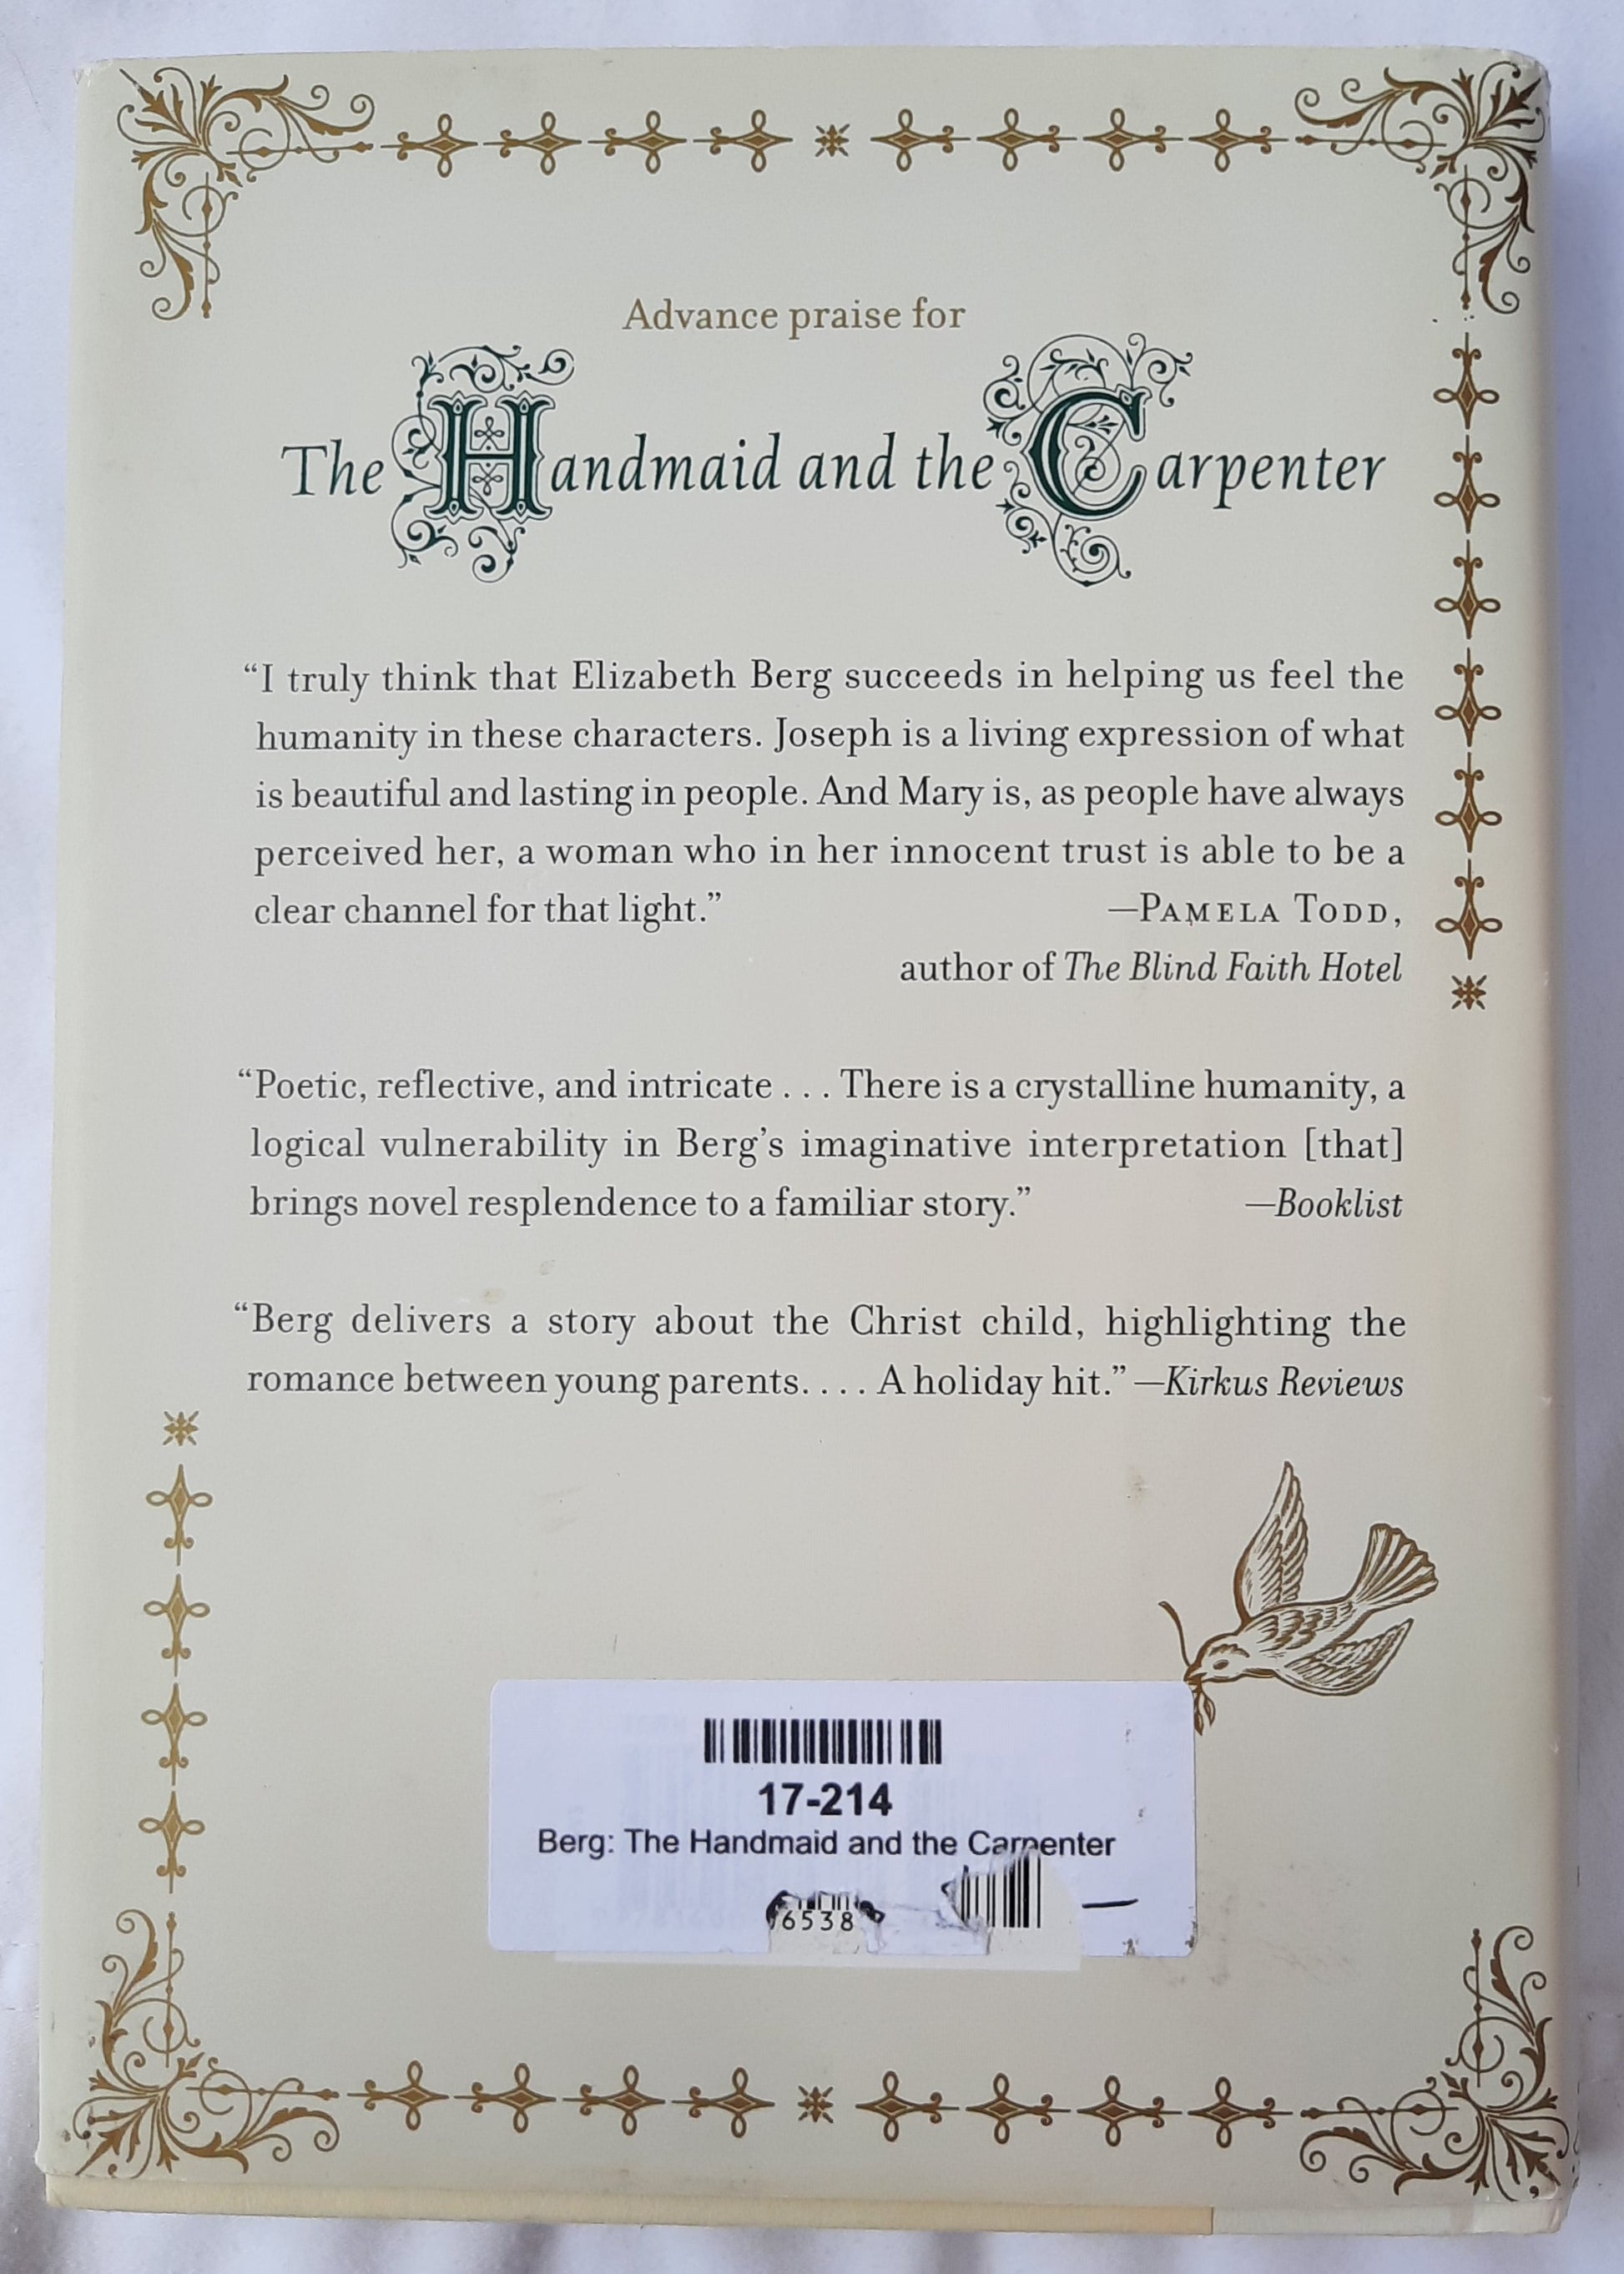 Advance praise for
The Handmaid and the Carpenter
“I truly think that Elizabeth Berg succeeds in helping us feel the
humanity in these characters. Joseph is a living expression of what
is beautiful and lasting in people. And Mary is, as people have always
perceived her, a woman who in her innocent trust is able to be a
clear channel for that light.” —PAMELA TODD,
author of The Blind Faith Hotel
“Poetic, reflective, and intricate . . . There is a crystalline humanity, a
logical vulnerability in Berg’s imaginative interpretation [that]
brings novel resplendence to a familiar story.” —Booklist
“Berg delivers a story about the Christ child, highlighting the
romance between young parents. . . . A holiday hit.” —Kirkus Reviews
17-214
Berg: The Handmaid and the Carpenter
6538